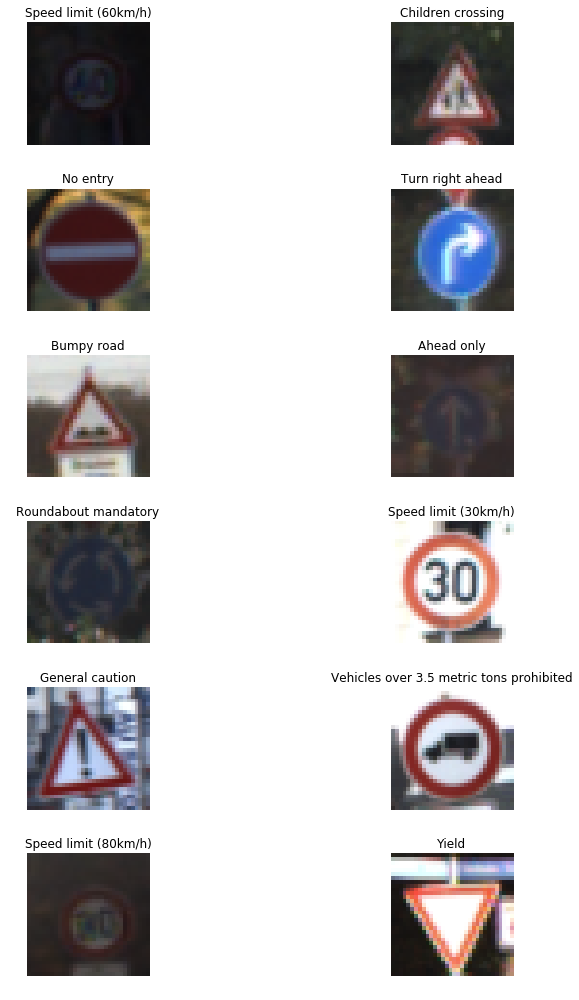 Speed limit (60km/h)
Children crossing
No entry
Turn right ahead
Bumpy road
Ahead only
Roundabout mandatory
Speed limit (30km/h)
30
General caution
Vehicles over 3.5 metric tons prohibited
Speed limit (80km/h)
Yield